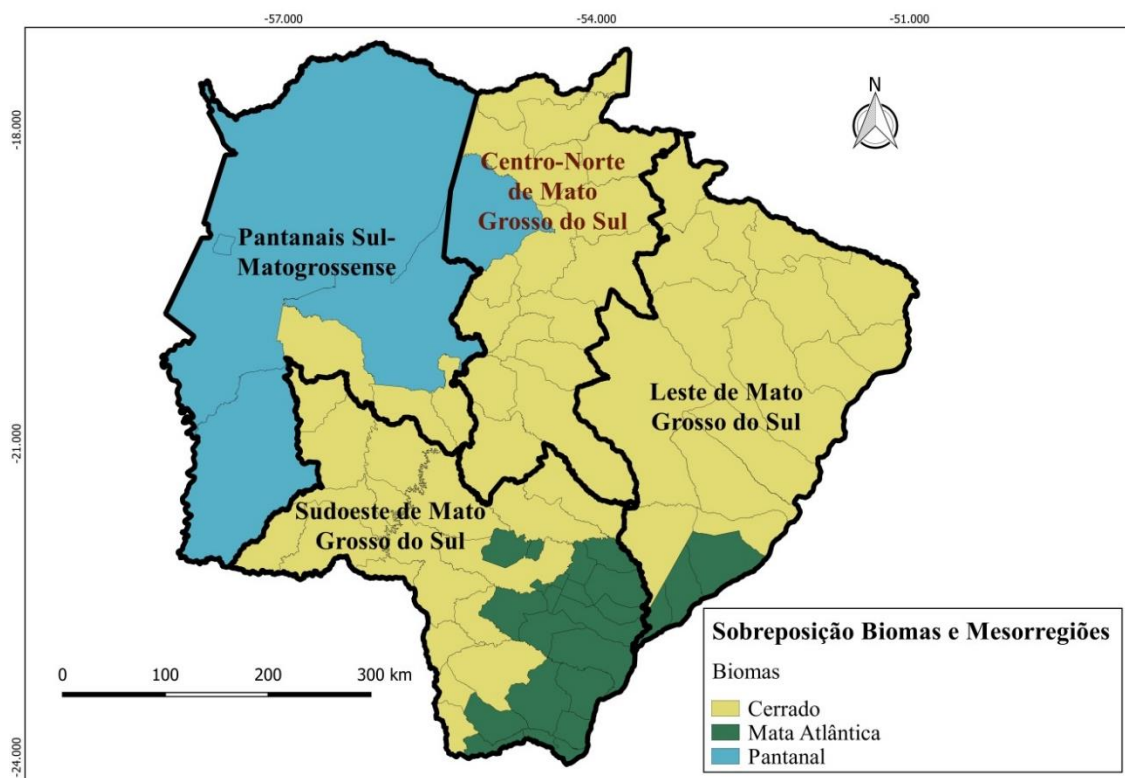 -57.000
-54.000
-51.000
N
-18.000
Centro-Norte
de Mato
Grosso do Sul
Pantanais Sul-
Matogrossense
Leste de Mato
Grosso do Sul
-21.000
Sudoeste de Mato
Grosso do Sul
Sobreposição Biomas e Mesorregiões
Biomas
Cerrado
Mata Atlântica
Pantanal
0 100 200 300 km
-24.000